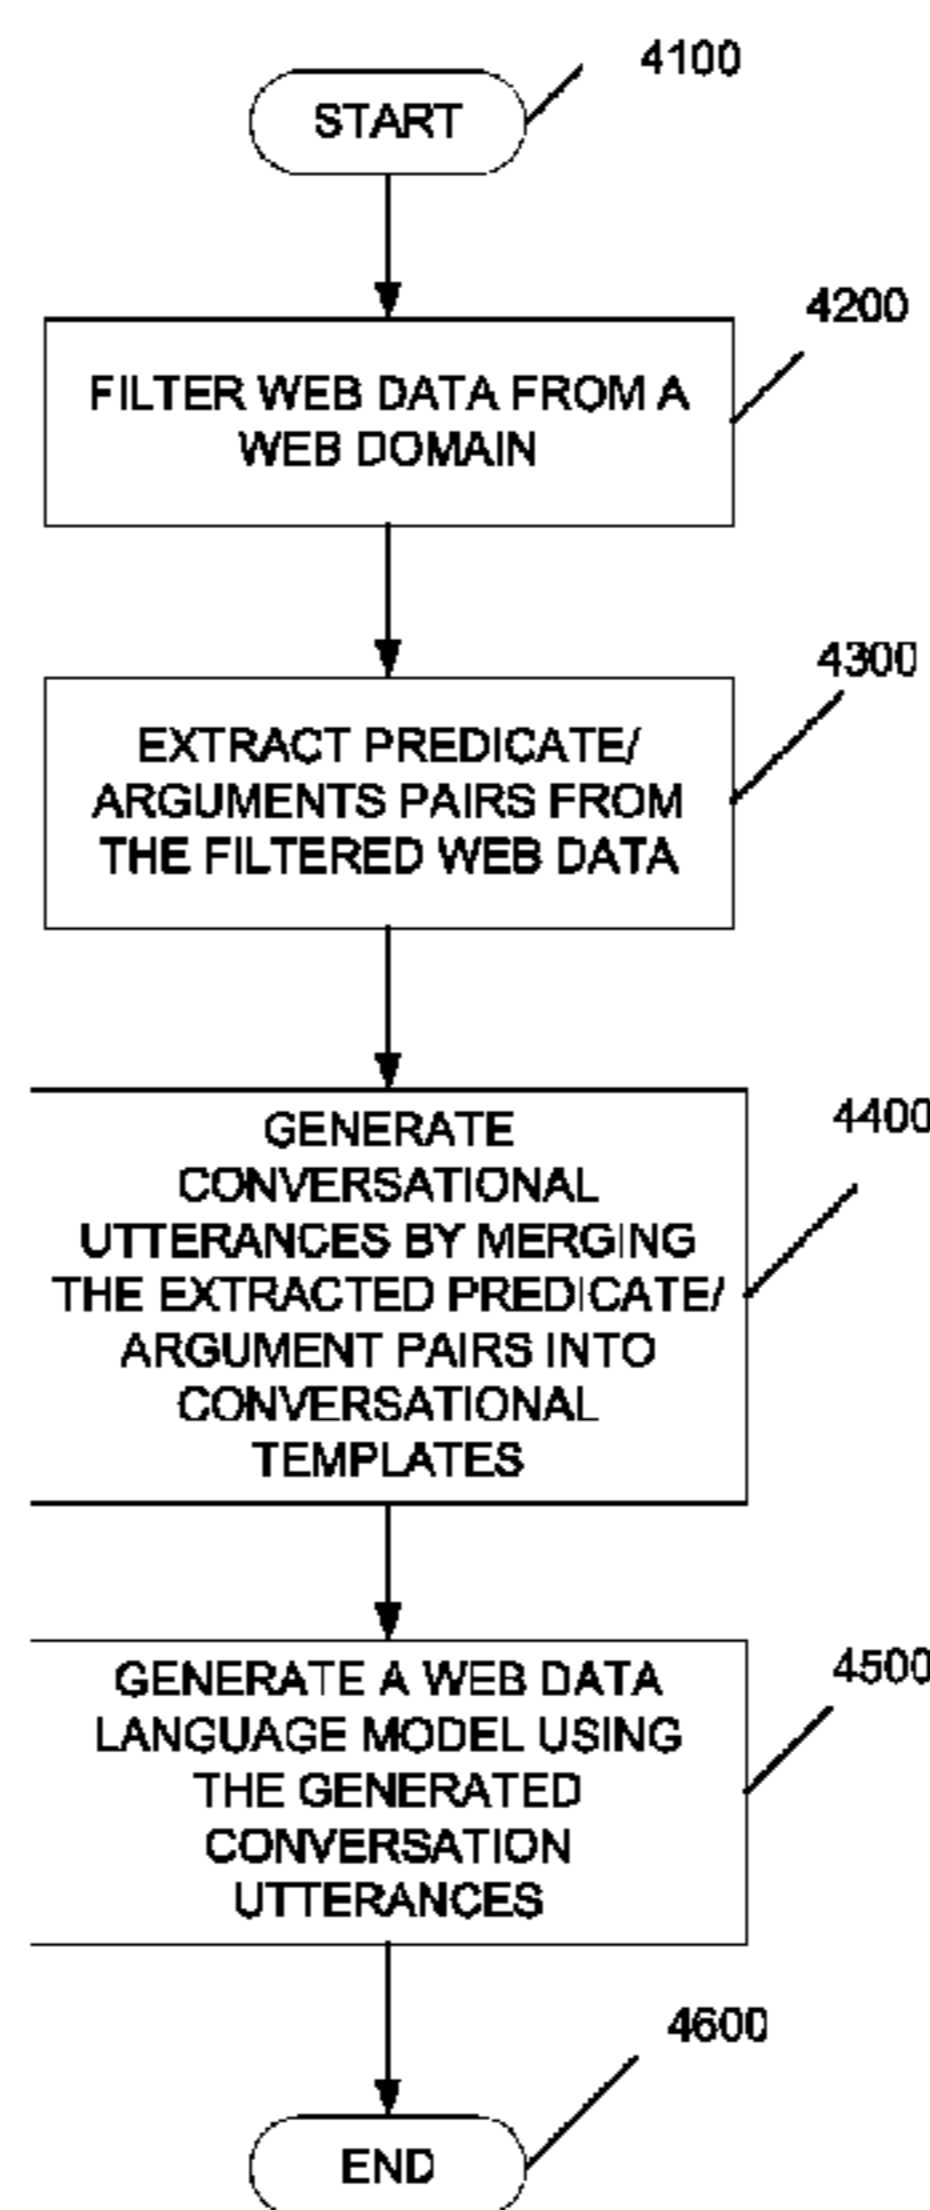 4100
START
4200
FILTER WEB DATA FROM A
WEB DOMAIN
4300
EXTRACT PREDICATE/
ARGUMENTS PAIRS FROM
THE FILTERED WEB DATA
4400
GENERATE
CONVERSATIONAL
UTTERANCES BY MERGING
THE EXTRACTED PREDICATE/
ARGUMENT PAIRS INTO
CONVERSATIONAL
TEMPLATES
4500
GENERATE A WEB DATA
LANGUAGE MODEL USING
THE GENERATED
CONVERSATION
UTTERANCES
4600
END